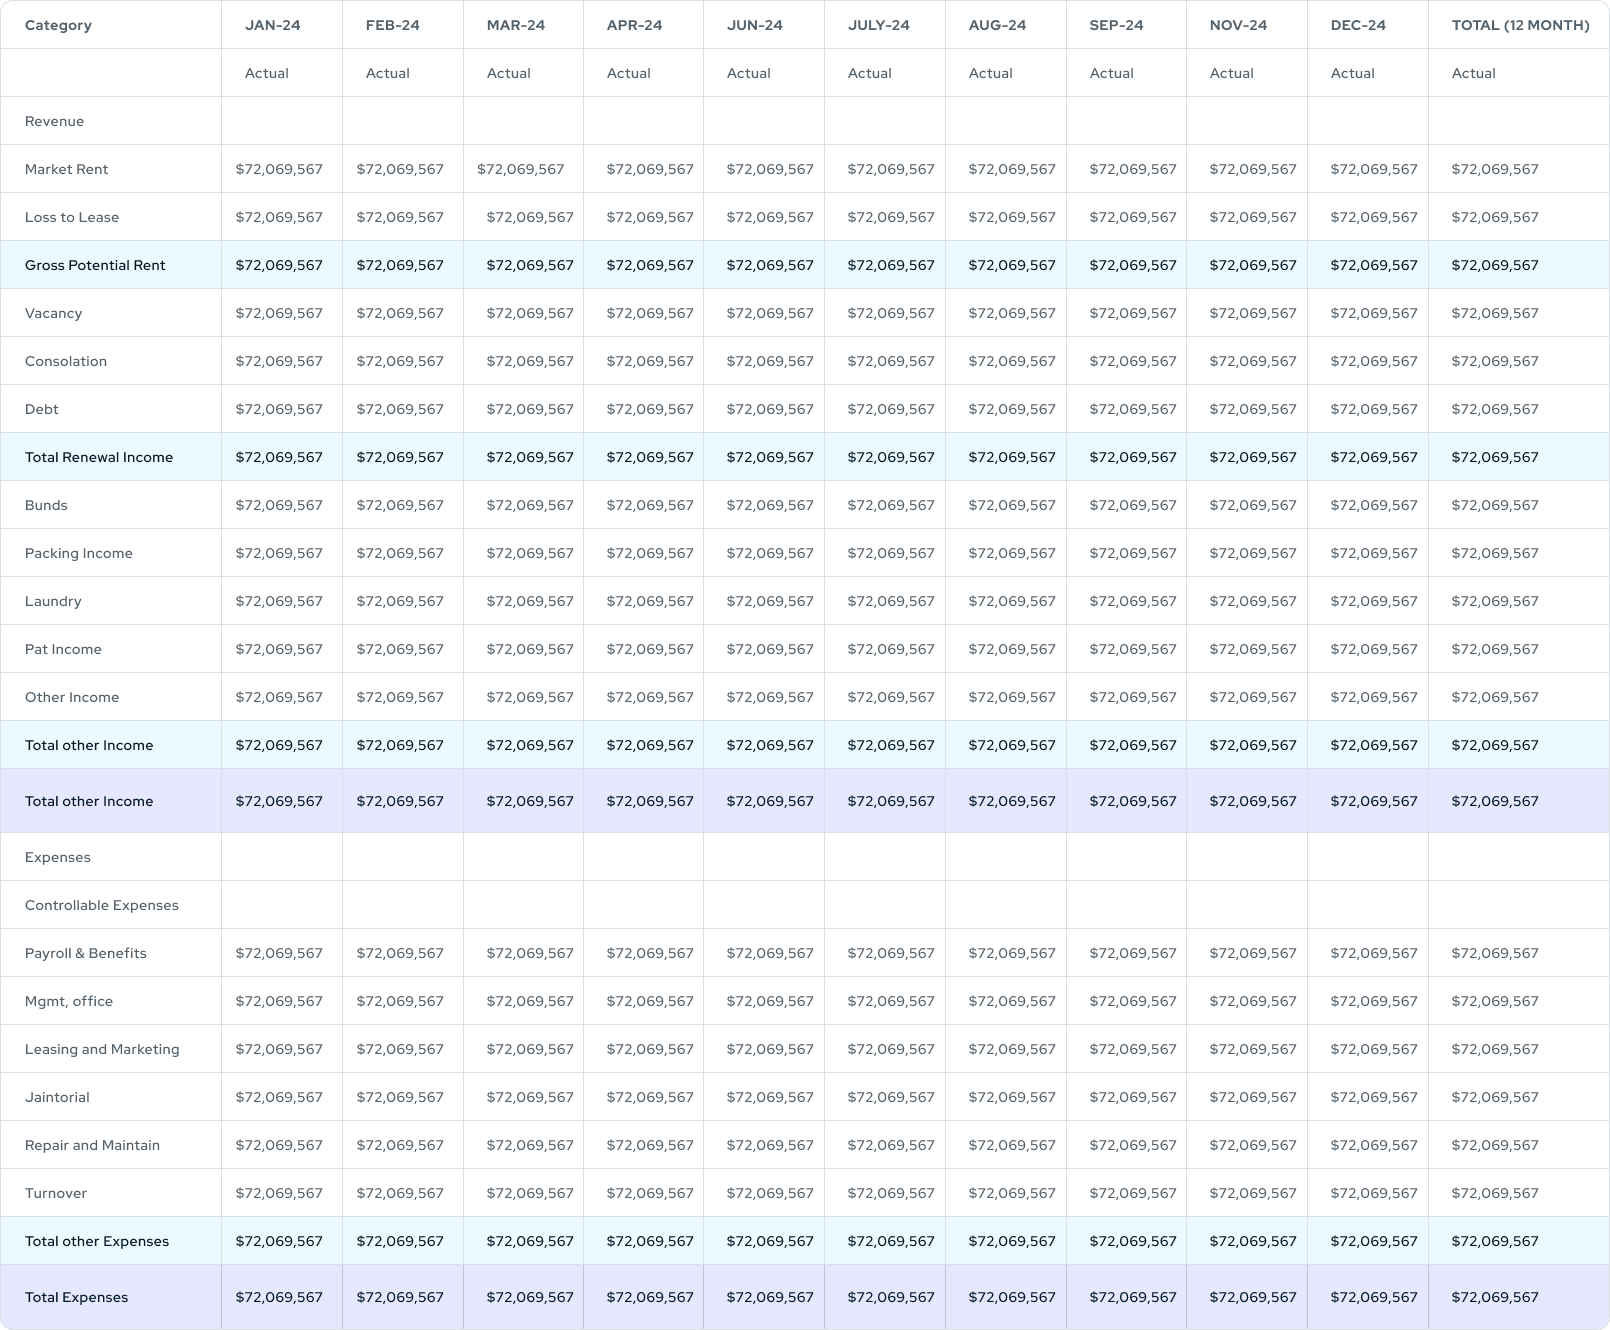 Category JAN-24 FEB-24 MAR-24 APR-24 JUN-24 JULY-24 AUG-24 SEP-24 NOV-24 DEC-24 TOTAL (12 MONTH)
Actual Actual Actual Actual Actual Actual Actual Actual Actual Actual Actual
Revenue
Market Rent $72,069,567 $72,069,567 $72,069,567 $72,069,567 $72,069,567 $72,069,567 $72,069,567 $72,069,567 $72,069,567 $72,069,567 $72,069,567
Loss to Lease $72,069,567 $72,069,567 $72,069,567 $72,069,567 $72,069,567 $72,069,567 $72,069,567 $72,069,567 $72,069,567 $72,069,567 $72,069,567
Gross Potential Rent $72,069,567 $72,069,567 $72,069,567 $72,069,567 $72,069,567 $72,069,567 $72,069,567 $72,069,567 $72,069,567 $72,069,567 $72,069,567
Vacancy $72,069,567 $72,069,567 $72,069,567 $72,069,567 $72,069,567 $72,069,567 $72,069,567 $72,069,567 $72,069,567 $72,069,567 $72,069,567
Consolation $72,069,567 $72,069,567 $72,069,567 $72,069,567 $72,069,567 $72,069,567 $72,069,567 $72,069,567 $72,069,567 $72,069,567 $72,069,567
Debt $72,069,567 $72,069,567 $72,069,567 $72,069,567 $72,069,567 $72,069,567 $72,069,567 $72,069,567 $72,069,567 $72,069,567 $72,069,567
Total Renewal Income $72,069,567 $72,069,567 $72,069,567 $72,069,567 $72,069,567 $72,069,567 $72,069,567 $72,069,567 $72,069,567 $72,069,567 $72,069,567
Bunds $72,069,567 $72,069,567 $72,069,567 $72,069,567 $72,069,567 $72,069,567 $72,069,567 $72,069,567 $72,069,567 $72,069,567 $72,069,567
Packing Income $72,069,567 $72,069,567 $72,069,567 $72,069,567 $72,069,567 $72,069,567 $72,069,567 $72,069,567 $72,069,567 $72,069,567 $72,069,567
Laundry $72,069,567 $72,069,567 $72,069,567 $72,069,567 $72,069,567 $72,069,567 $72,069,567 $72,069,567 $72,069,567 $72,069,567 $72,069,567
Pat Income $72,069,567 $72,069,567 $72,069,567 $72,069,567 $72,069,567 $72,069,567 $72,069,567 $72,069,567 $72,069,567 $72,069,567 $72,069,567
Other Income $72,069,567 $72,069,567 $72,069,567 $72,069,567 $72,069,567 $72,069,567 $72,069,567 $72,069,567 $72,069,567 $72,069,567 $72,069,567
Total other Income $72,069,567 $72,069,567 $72,069,567 $72,069,567 $72,069,567 $72,069,567 $72,069,567 $72,069,567 $72,069,567 $72,069,567 $72,069,567
Total other Income $72,069,567 $72,069,567 $72,069,567 $72,069,567 $72,069,567 $72,069,567 $72,069,567 $72,069,567 $72,069,567 $72,069,567 $72,069,567
Expenses
Controllable Expenses
Payroll & Benefits $72,069,567 $72,069,567 $72,069,567 $72,069,567 $72,069,567 $72,069,567 $72,069,567 $72,069,567 $72,069,567 $72,069,567 $72,069,567
Mgmt, office $72,069,567 $72,069,567 $72,069,567 $72,069,567 $72,069,567 $72,069,567 $72,069,567 $72,069,567 $72,069,567 $72,069,567 $72,069,567
Leasing and Marketing $72,069,567 $72,069,567 $72,069,567 $72,069,567 $72,069,567 $72,069,567 $72,069,567 $72,069,567 $72,069,567 $72,069,567 $72,069,567
Jaintorial $72,069,567 $72,069,567 $72,069,567 $72,069,567 $72,069,567 $72,069,567 $72,069,567 $72,069,567 $72,069,567 $72,069,567 $72,069,567
Repair and Maintain $72,069,567 $72,069,567 $72,069,567 $72,069,567 $72,069,567 $72,069,567 $72,069,567 $72,069,567 $72,069,567 $72,069,567 $72,069,567
Turnover $72,069,567 $72,069,567 $72,069,567 $72,069,567 $72,069,567 $72,069,567 $72,069,567 $72,069,567 $72,069,567 $72,069,567 $72,069,567
Total other Expenses $72,069,567 $72,069,567 $72,069,567 $72,069,567 $72,069,567 $72,069,567 $72,069,567 $72,069,567 $72,069,567 $72,069,567 $72,069,567
Total Expenses $72,069,567 $72,069,567 $72,069,567 $72,069,567 $72,069,567 $72,069,567 $72,069,567 $72,069,567 $72,069,567 $72,069,567 $72,069,567